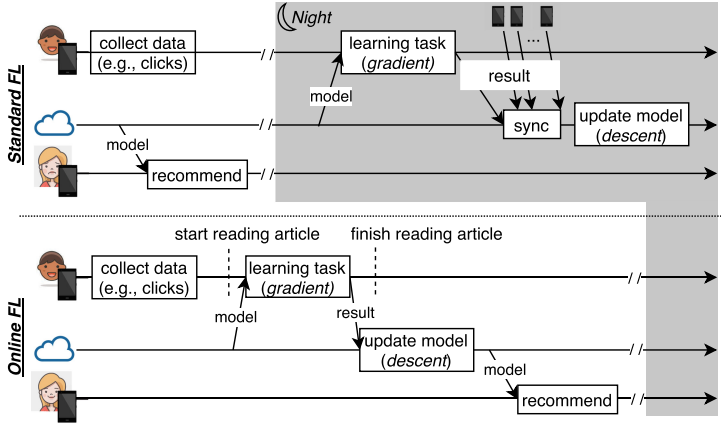 Standard FL
Night
collect data
(e.g., clicks)
learning task
(gradient)
...
result
model
sync
update model
(descent)
model
recommend
Online FL
start reading article
finish reading article
collect data
(e.g., clicks)
learning task
(gradient)
model
result
update model
(descent)
model
recommend